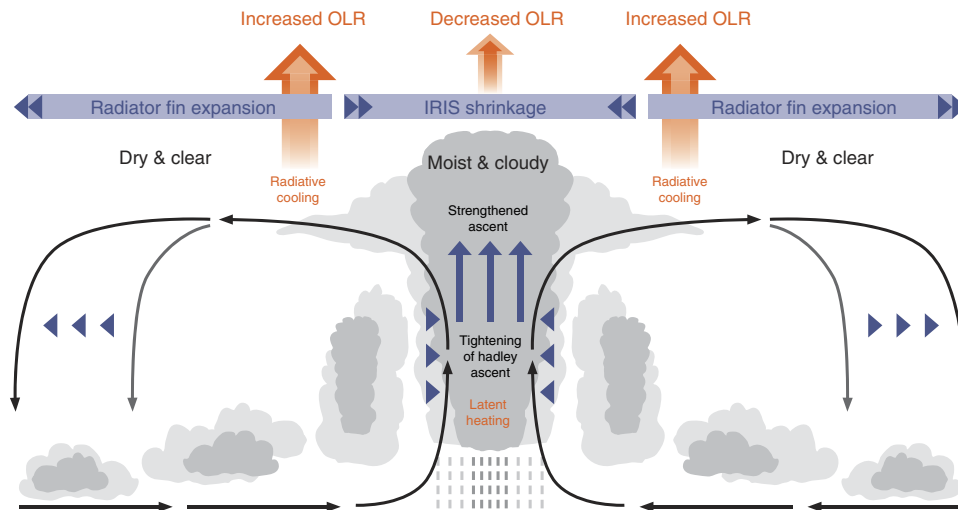 Increased OLR
Decreased OLR
Increased OLR
Radiator fin expansion
IRIS shrinkage
Radiator fin expansion
Dry & clear
Moist & cloudy
Dry & clear
Radiative
cooling
Radiative
cooling
Strengthened
ascent
Tightening
of hadley
ascent
Latent
heating